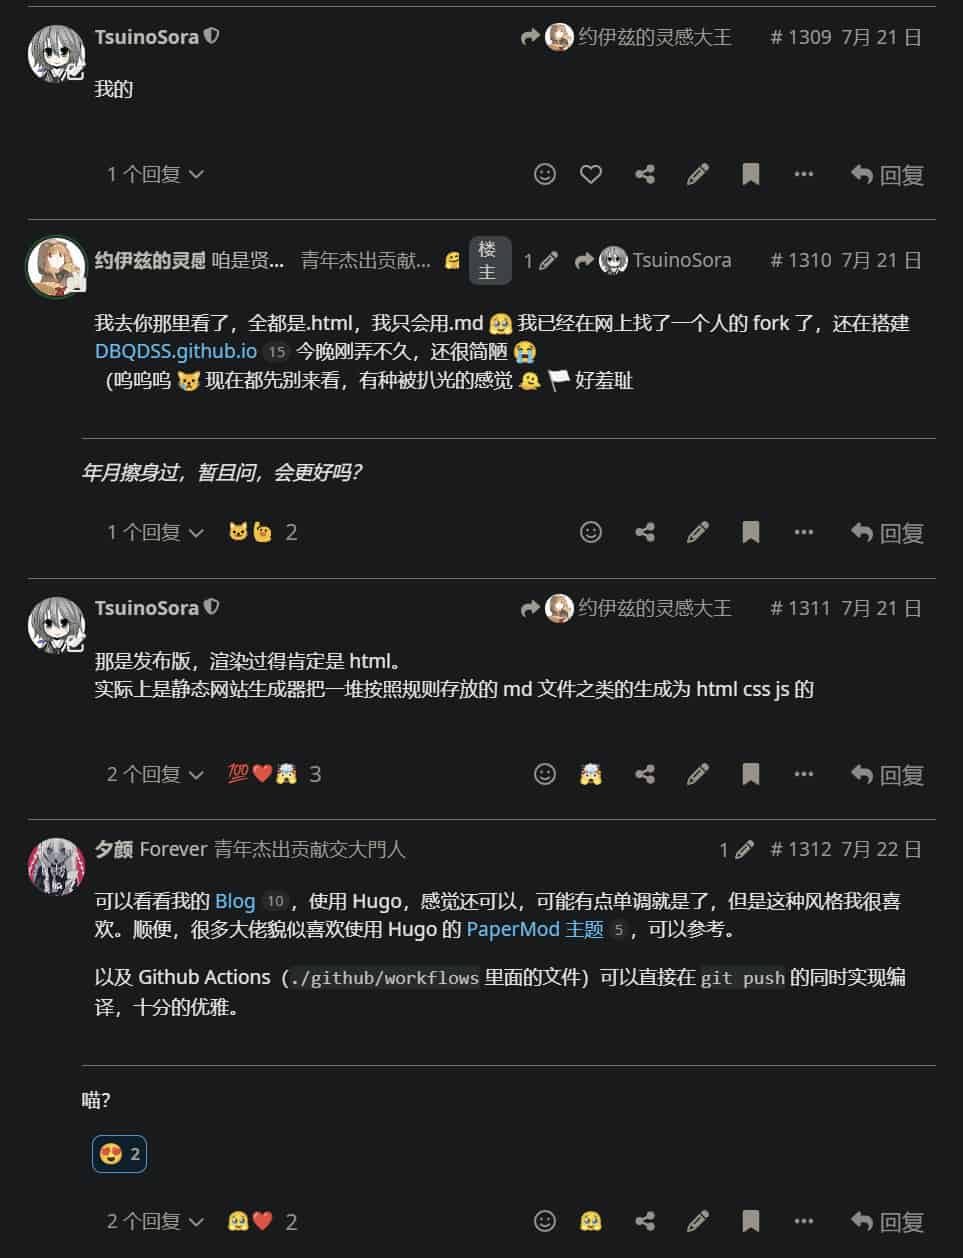 TsuinoSora 约伊兹的灵感大王 # 1309 7月 21 日
我的
1 个回复 回复
约伊兹的灵感 咱是贤... 青年杰出贡献... 楼主 1 TsuinoSora # 1310 7月 21 日
我去你那里看了，全都是.html，我只会用.md 🥹 我已经在网上找了一个人的 fork 了，还在搭建
DBQDSS.github.io 15 今晚刚弄不久，还很简陋 😭
（呜呜呜 😿 现在都先别来看，有种被扒光的感觉 🫠 🏳️ 好羞耻
年月擦身过，暂且问，会更好吗？
1 个回复 2 回复
TsuinoSora 约伊兹的灵感大王 # 1311 7月 21 日
那是发布版，渲染过得肯定是 html。
实际上是静态网站生成器把一堆按照规则存放的 md 文件之类的生成为 html css js 的
2 个回复 💯❤️🤯 3 回复
夕颜 Forever 青年杰出贡献交大門人 1 # 1312 7月 22 日
可以看看我的 Blog 10 ，使用 Hugo，感觉还可以，可能有点单调就是了，但是这种风格我很喜
欢。顺便，很多大佬貌似喜欢使用 Hugo 的 PaperMod 主题 5 ，可以参考。
以及 Github Actions（./github/workflows 里面的文件）可以直接在 git push 的同时实现编
译，十分的优雅。
喵？
😍 2
2 个回复 🥹❤️ 2 回复